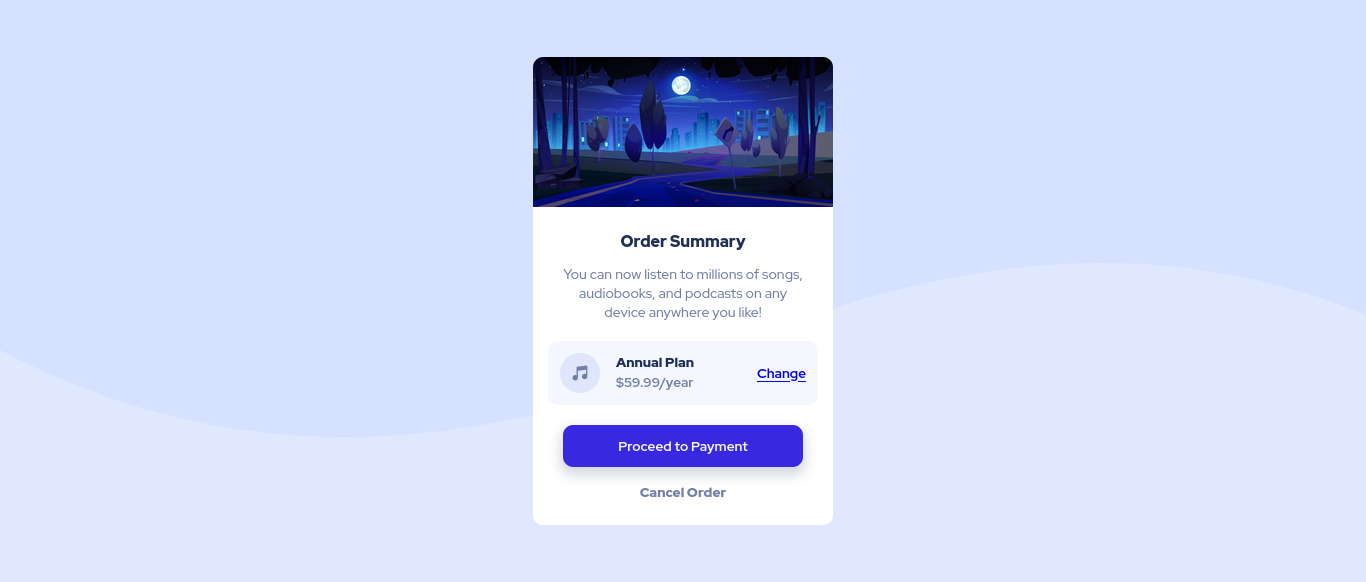 Order Summary
You can now listen to millions of songs,
audiobooks, and podcasts on any
device anywhere you like!
Annual Plan
$59.99/year
Change
Proceed to Payment
Cancel Order